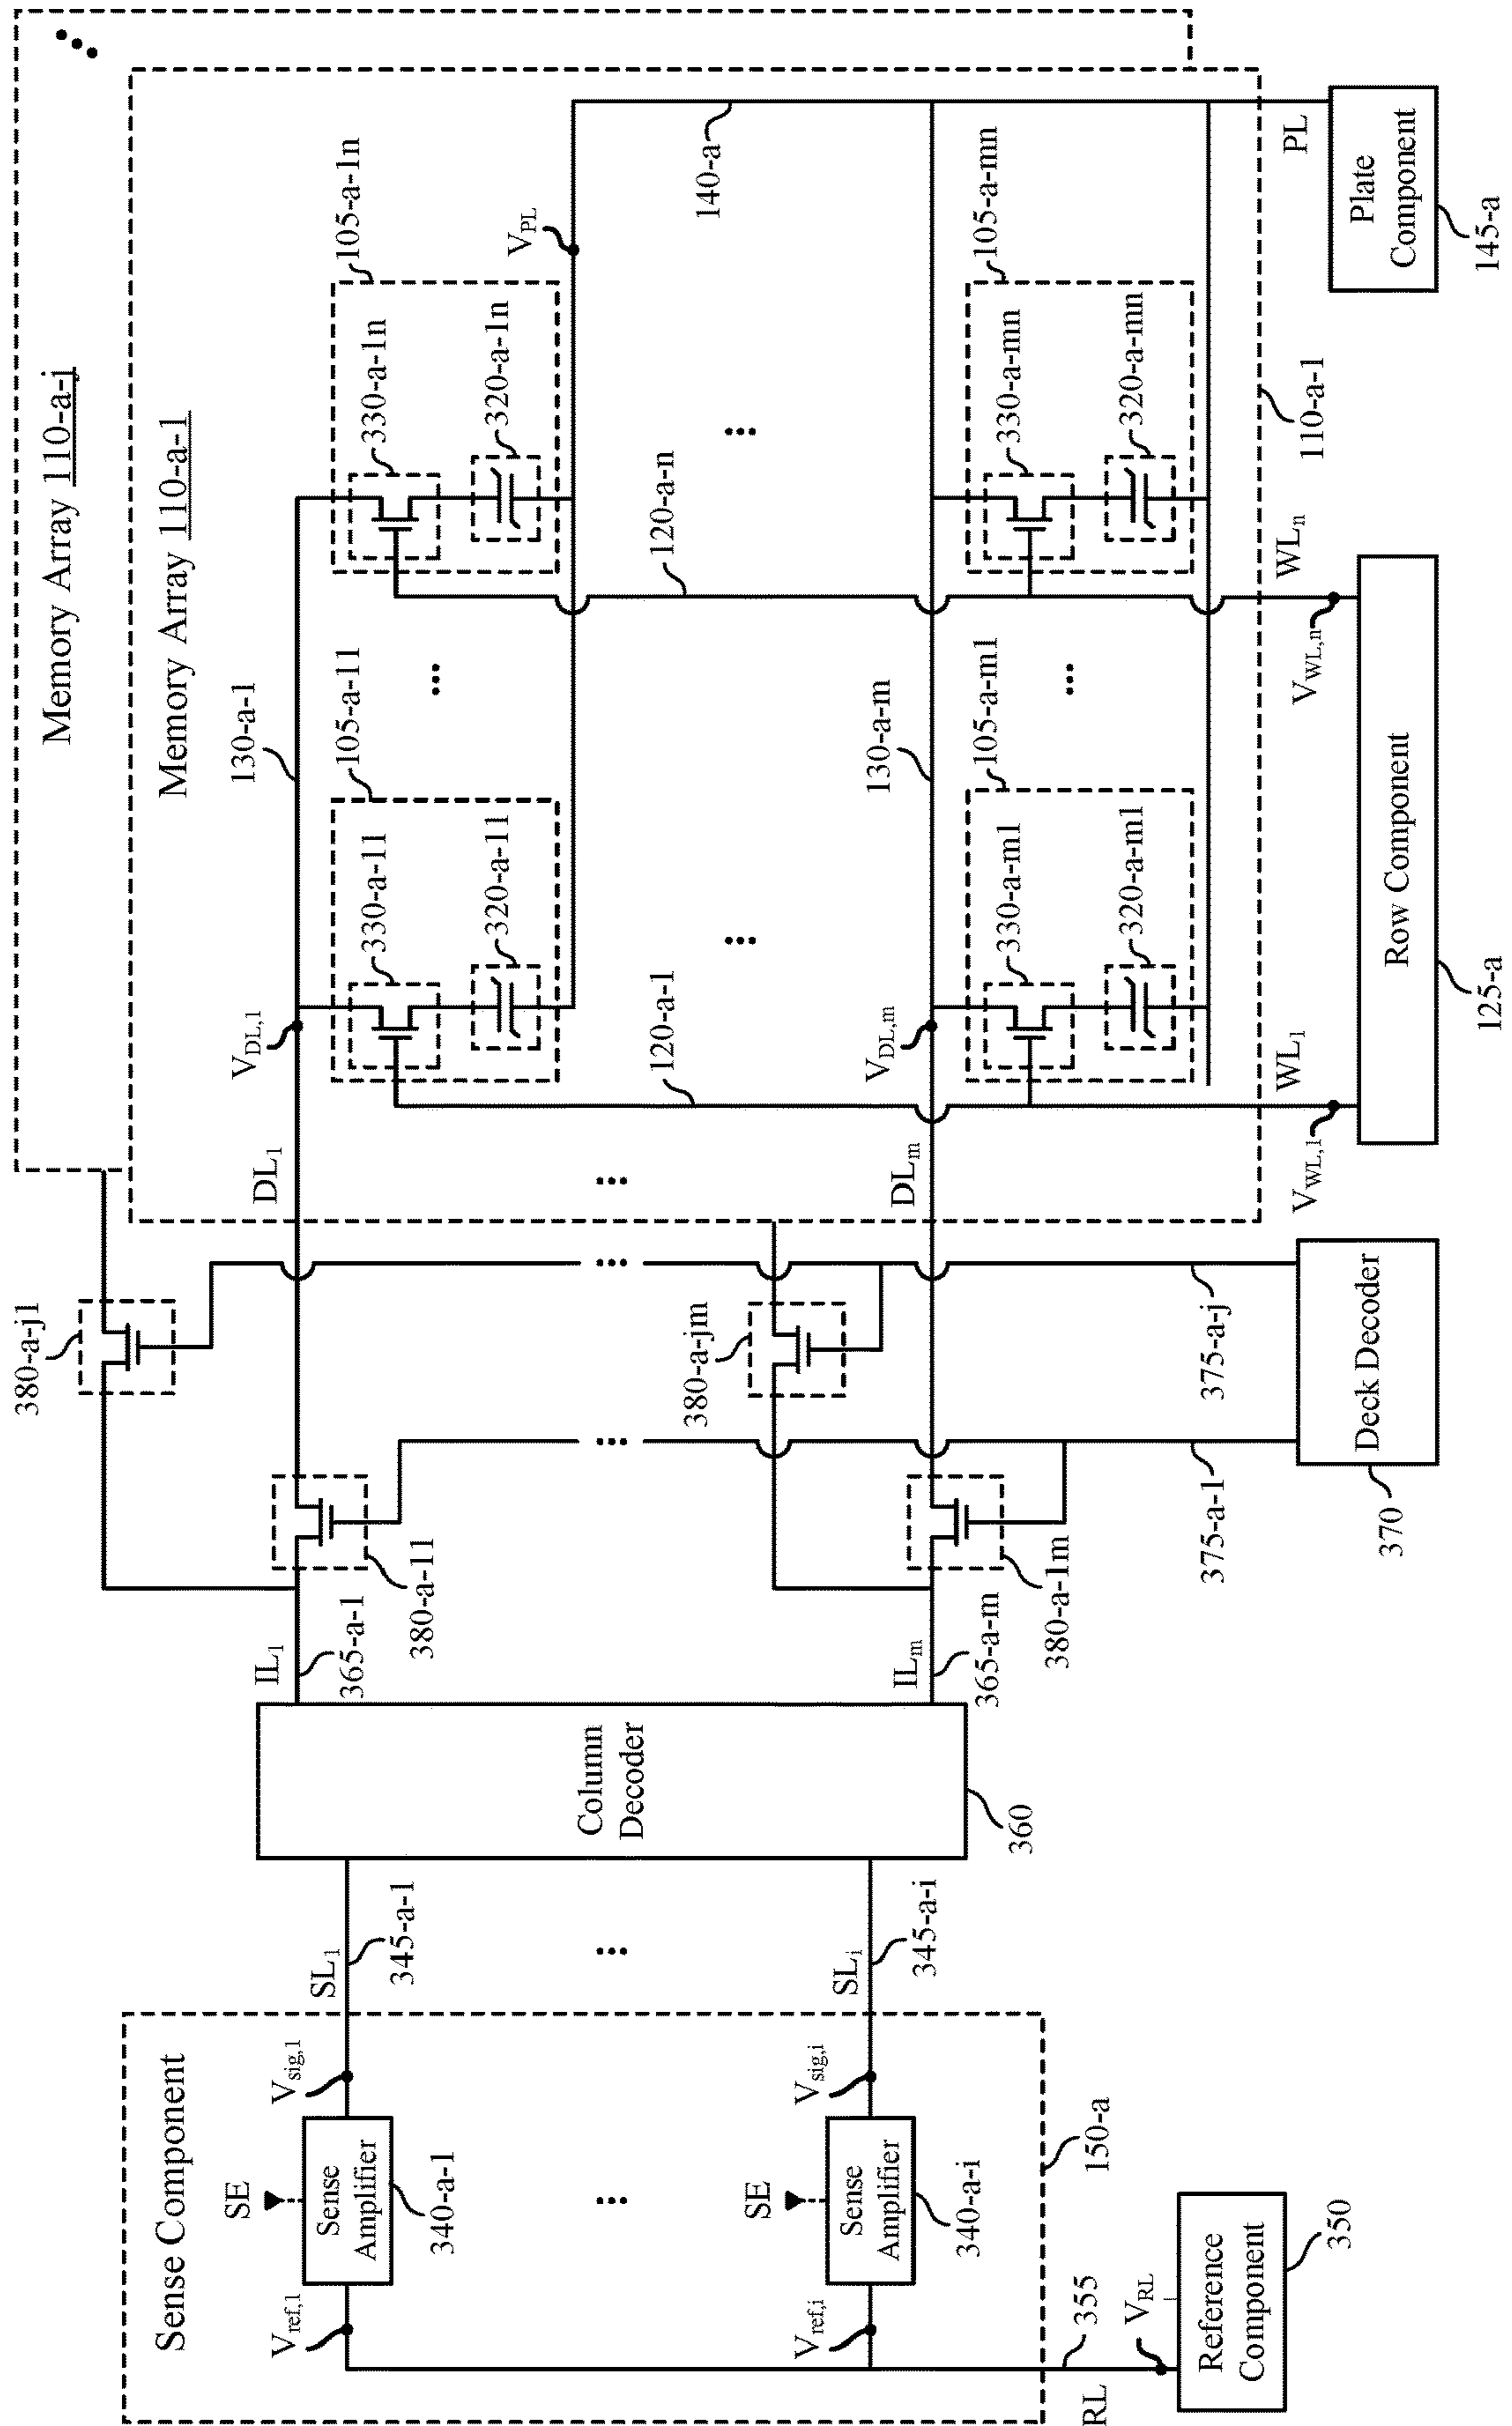 Memory Array 110-a-j
Memory Array 110-a-1
Sense Component
V_ref,1
SE
Sense
Amplifier
340-a-1
V_sig,1
SL_1
345-a-1
...
V_ref,i
SE
Sense
Amplifier
340-a-i
V_sig,i
SL_i
345-a-i
150-a
RL
355
V_RL
Reference
Component
350
Column
Decoder
360
IL_1
365-a-1
IL_m
365-a-m
380-a-11
380-a-j1
380-a-jm
380-a-1m
...
...
375-a-1
375-a-j
Deck Decoder
370
DL_1
V_DL,1
130-a-1
...
DL_m
V_DL,m
130-a-m
105-a-11
330-a-11
320-a-11
...
105-a-1n
330-a-1n
320-a-1n
V_PL
120-a-1
...
120-a-n
...
140-a
105-a-m1
330-a-m1
320-a-m1
...
105-a-mn
330-a-mn
320-a-mn
110-a-1
WL_1
V_WL,1
WL_n
V_WL,n
Row Component
125-a
PL
Plate
Component
145-a